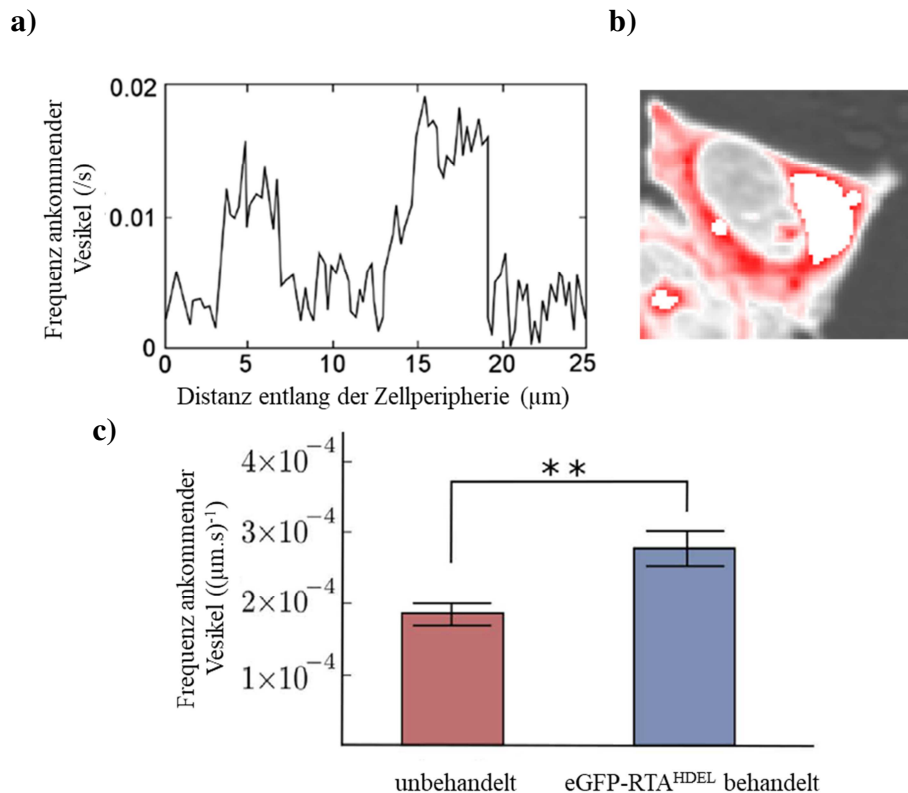 a)
b)
Frequenz ankommender
Vesikel (/s)
0.02
0.01
0
0
5
10
15
20
25
Distanz entlang der Zellperipherie (µm)
c)
Frequenz ankommender
Vesikel ((µm.s)⁻¹)
4×10⁻⁴
3×10⁻⁴
2×10⁻⁴
1×10⁻⁴
**
unbehandelt
eGFP-RTAᴴᴰᴱᴸ behandelt